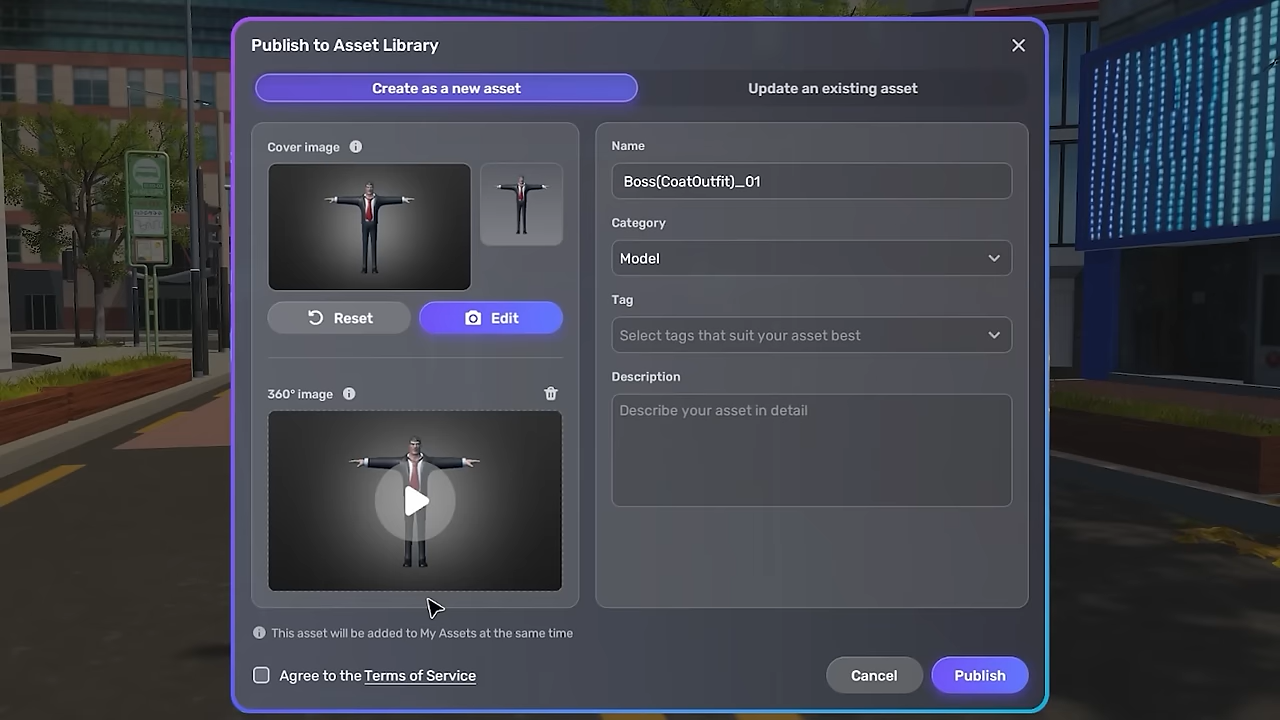 Publish to Asset Library
Create as a new asset
Update an existing asset
Cover image
Reset
Edit
360° image
Name
Boss(CoatOutfit)_01
Category
Model
Tag
Select tags that suit your asset best
Description
Describe your asset in detail
This asset will be added to My Assets at the same time
Agree to the Terms of Service
Cancel
Publish